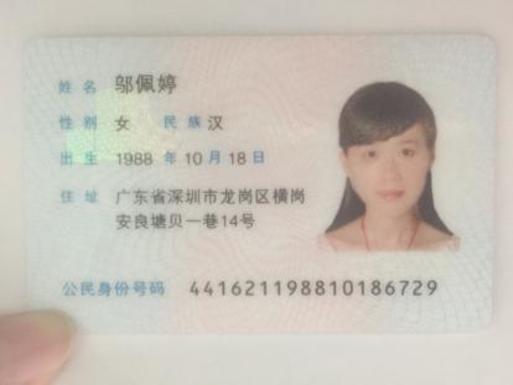 姓名 邬佩婷
性别 女 民族 汉
出生 1988 年 10 月 18 日
住址 广东省深圳市龙岗区横岗
安良塘贝一巷14号
公民身份号码 441621198810186729